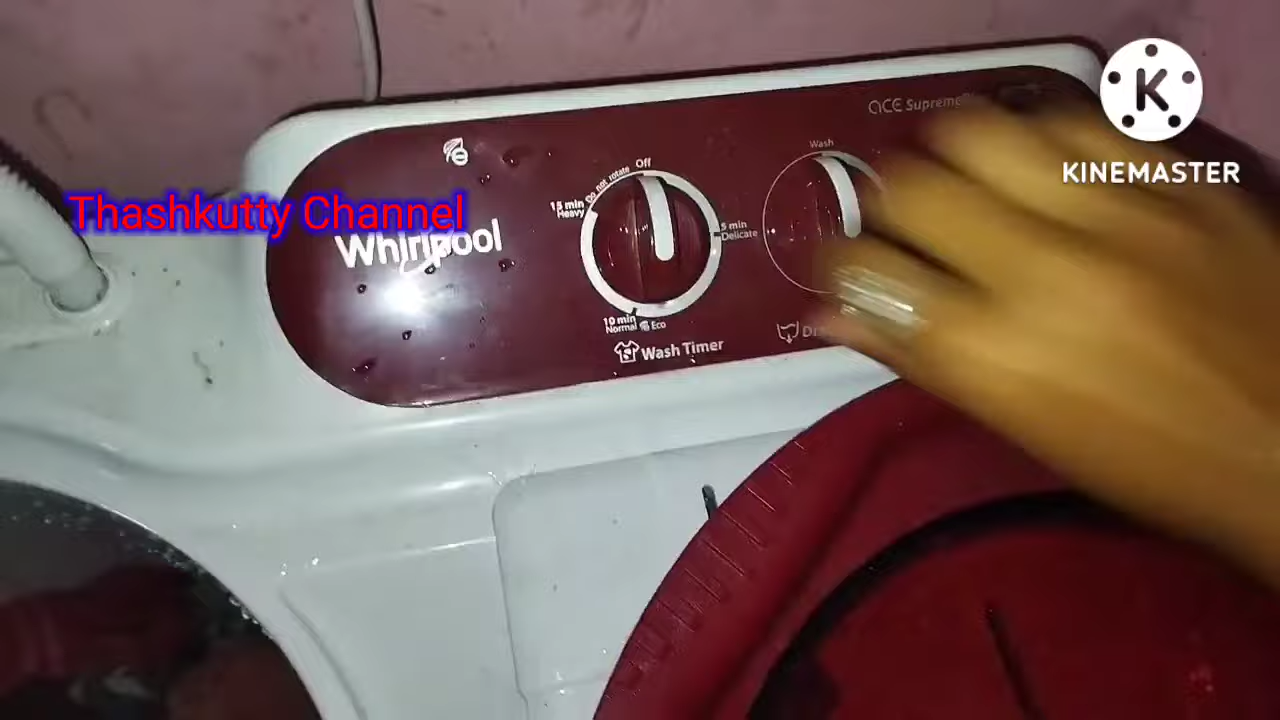 K
KINEMASTER
ace Supreme
Thashkutty Channel
Whirlpool
Off
Do not rotate
15 min
Heavy
5 min
Delicate
10 min
Normal Eco
Wash Timer
Wash